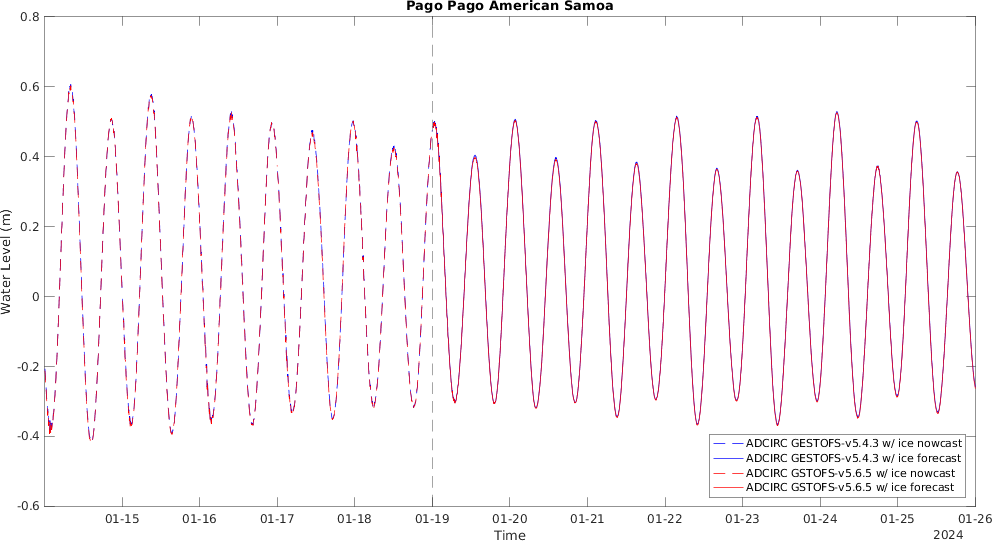 Pago Pago American Samoa
0.8
0.6
0.4
0.2
0
-0.2
-0.4
-0.6
Water Level (m)
ADCIRC GESTOFS-v5.4.3 w/ ice nowcast
ADCIRC GESTOFS-v5.4.3 w/ ice forecast
ADCIRC GSTOFS-v5.6.5 w/ ice nowcast
ADCIRC GSTOFS-v5.6.5 w/ ice forecast
01-15 01-16 01-17 01-18 01-19 01-20 01-21 01-22 01-23 01-24 01-25 01-26
Time
2024